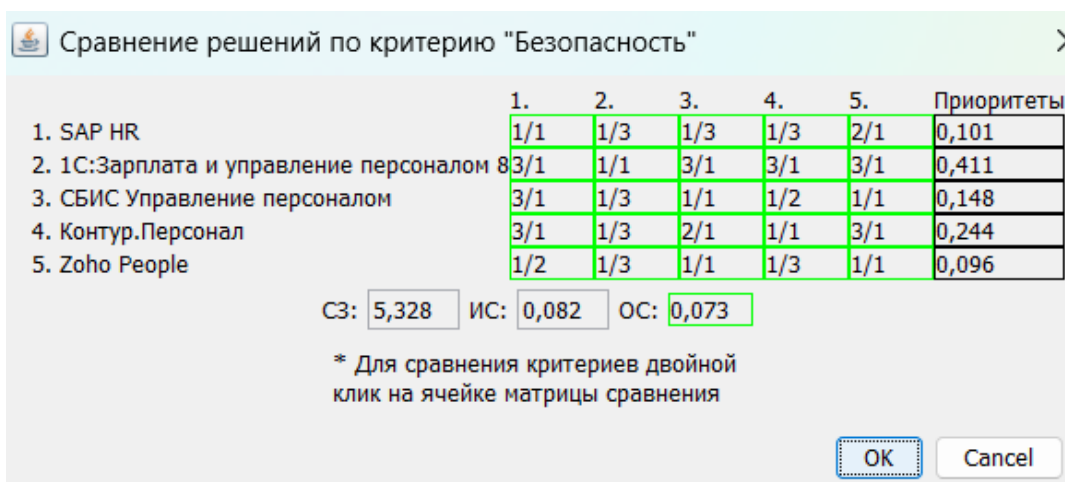 Сравнение решений по критерию "Безопасность"
1. 2. 3. 4. 5. Приоритеты
1. SAP HR 1/1 1/3 1/3 1/3 2/1 0,101
2. 1С:Зарплата и управление персоналом 8 3/1 1/1 3/1 3/1 3/1 0,411
3. СБИС Управление персоналом 3/1 1/3 1/1 1/2 1/1 0,148
4. Контур.Персонал 3/1 1/3 2/1 1/1 3/1 0,244
5. Zoho People 1/2 1/3 1/1 1/3 1/1 0,096
СЗ: 5,328 ИС: 0,082 ОС: 0,073
* Для сравнения критериев двойной
клик на ячейке матрицы сравнения
OK Cancel